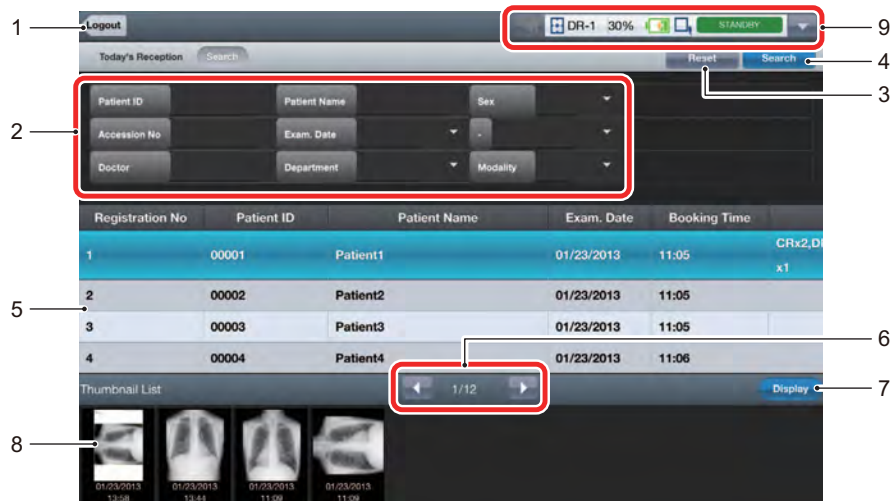 1 Logout DR-1 30% STANDBY 9
Today's Reception Search Reset Search 4
3
2 Patient ID Patient Name Sex
Accession No Exam. Date -
Doctor Department Modality
Registration No Patient ID Patient Name Exam. Date Booking Time
1 00001 Patient1 01/23/2013 11:05 CRx2,D
x1
5 2 00002 Patient2 01/23/2013 11:05
3 00003 Patient3 01/23/2013 11:05
6
4 00004 Patient4 01/23/2013 11:06
Thumbnail List 1/12 Display 7
8
01/23/2013 01/23/2013 01/23/2013 01/23/2013
13:58 13:44 11:09 11:09